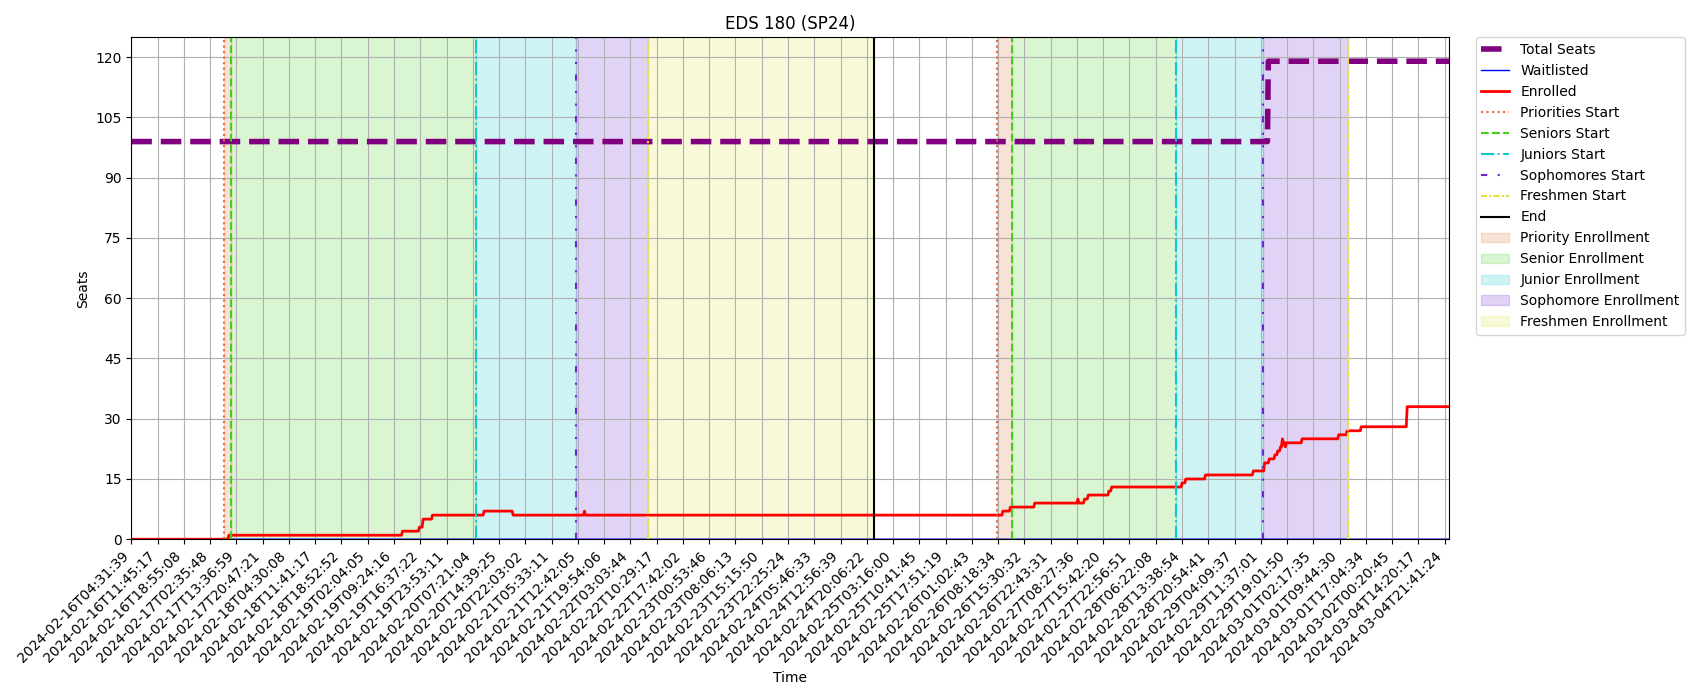 EDS 180 (SP24)
120
105
90
75
60
45
30
15
0
Seats
Total Seats
Waitlisted
Enrolled
Priorities Start
Seniors Start
Juniors Start
Sophomores Start
Freshmen Start
End
Priority Enrollment
Senior Enrollment
Junior Enrollment
Sophomore Enrollment
Freshmen Enrollment
2024-02-16T04:31:39
2024-02-16T11:45:17
2024-02-16T18:55:08
2024-02-17T02:35:48
2024-02-17T13:36:59
2024-02-17T20:47:21
2024-02-18T04:30:08
2024-02-18T11:41:17
2024-02-18T18:52:52
2024-02-19T02:04:05
2024-02-19T09:24:16
2024-02-19T16:37:22
2024-02-19T23:53:11
2024-02-20T07:21:04
2024-02-20T14:39:25
2024-02-20T22:03:02
2024-02-21T05:33:11
2024-02-21T12:42:05
2024-02-21T19:54:06
2024-02-22T03:03:44
2024-02-22T10:29:17
2024-02-22T17:42:02
2024-02-23T00:53:46
2024-02-23T08:06:13
2024-02-23T15:15:50
2024-02-23T22:25:24
2024-02-24T05:46:33
2024-02-24T12:56:39
2024-02-24T20:06:22
2024-02-25T03:16:00
2024-02-25T10:41:45
2024-02-25T17:51:19
2024-02-26T01:02:43
2024-02-26T08:18:34
2024-02-26T15:30:32
2024-02-26T22:43:31
2024-02-27T08:27:36
2024-02-27T15:42:20
2024-02-27T22:56:51
2024-02-28T06:22:08
2024-02-28T13:38:54
2024-02-28T20:54:41
2024-02-29T04:09:37
2024-02-29T11:37:01
2024-02-29T19:01:50
2024-03-01T02:17:35
2024-03-01T09:44:30
2024-03-01T17:04:34
2024-03-02T00:20:45
2024-03-04T14:20:17
2024-03-04T21:41:24
Time